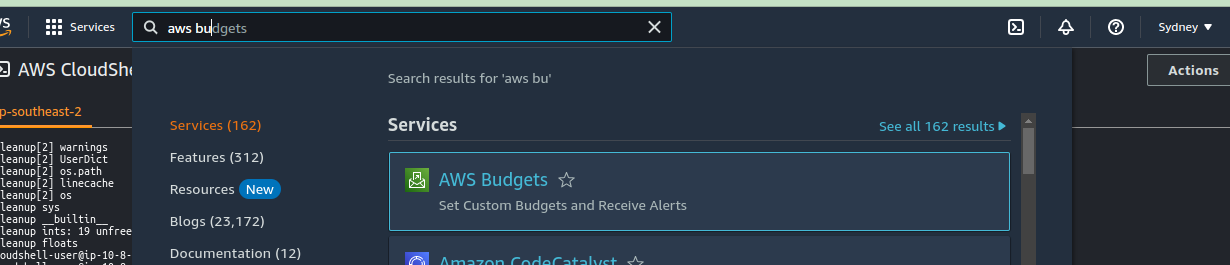 Services
aws budgets
Sydney
AWS CloudShe
Actions
p-southeast-2
Search results for 'aws bu'
Services (162)
Features (312)
Resources New
Blogs (23,172)
Documentation (12)
Services
See all 162 results
AWS Budgets
Set Custom Budgets and Receive Alerts
Amazon CodeCatalyst
leanup[2] warnings
leanup[2] UserDict
leanup[2] os.path
leanup[2] linecache
leanup[2] os
leanup sys
leanup __builtin__
leanup ints: 19 unfree
leanup floats
oudshell-user@ip-10-8-